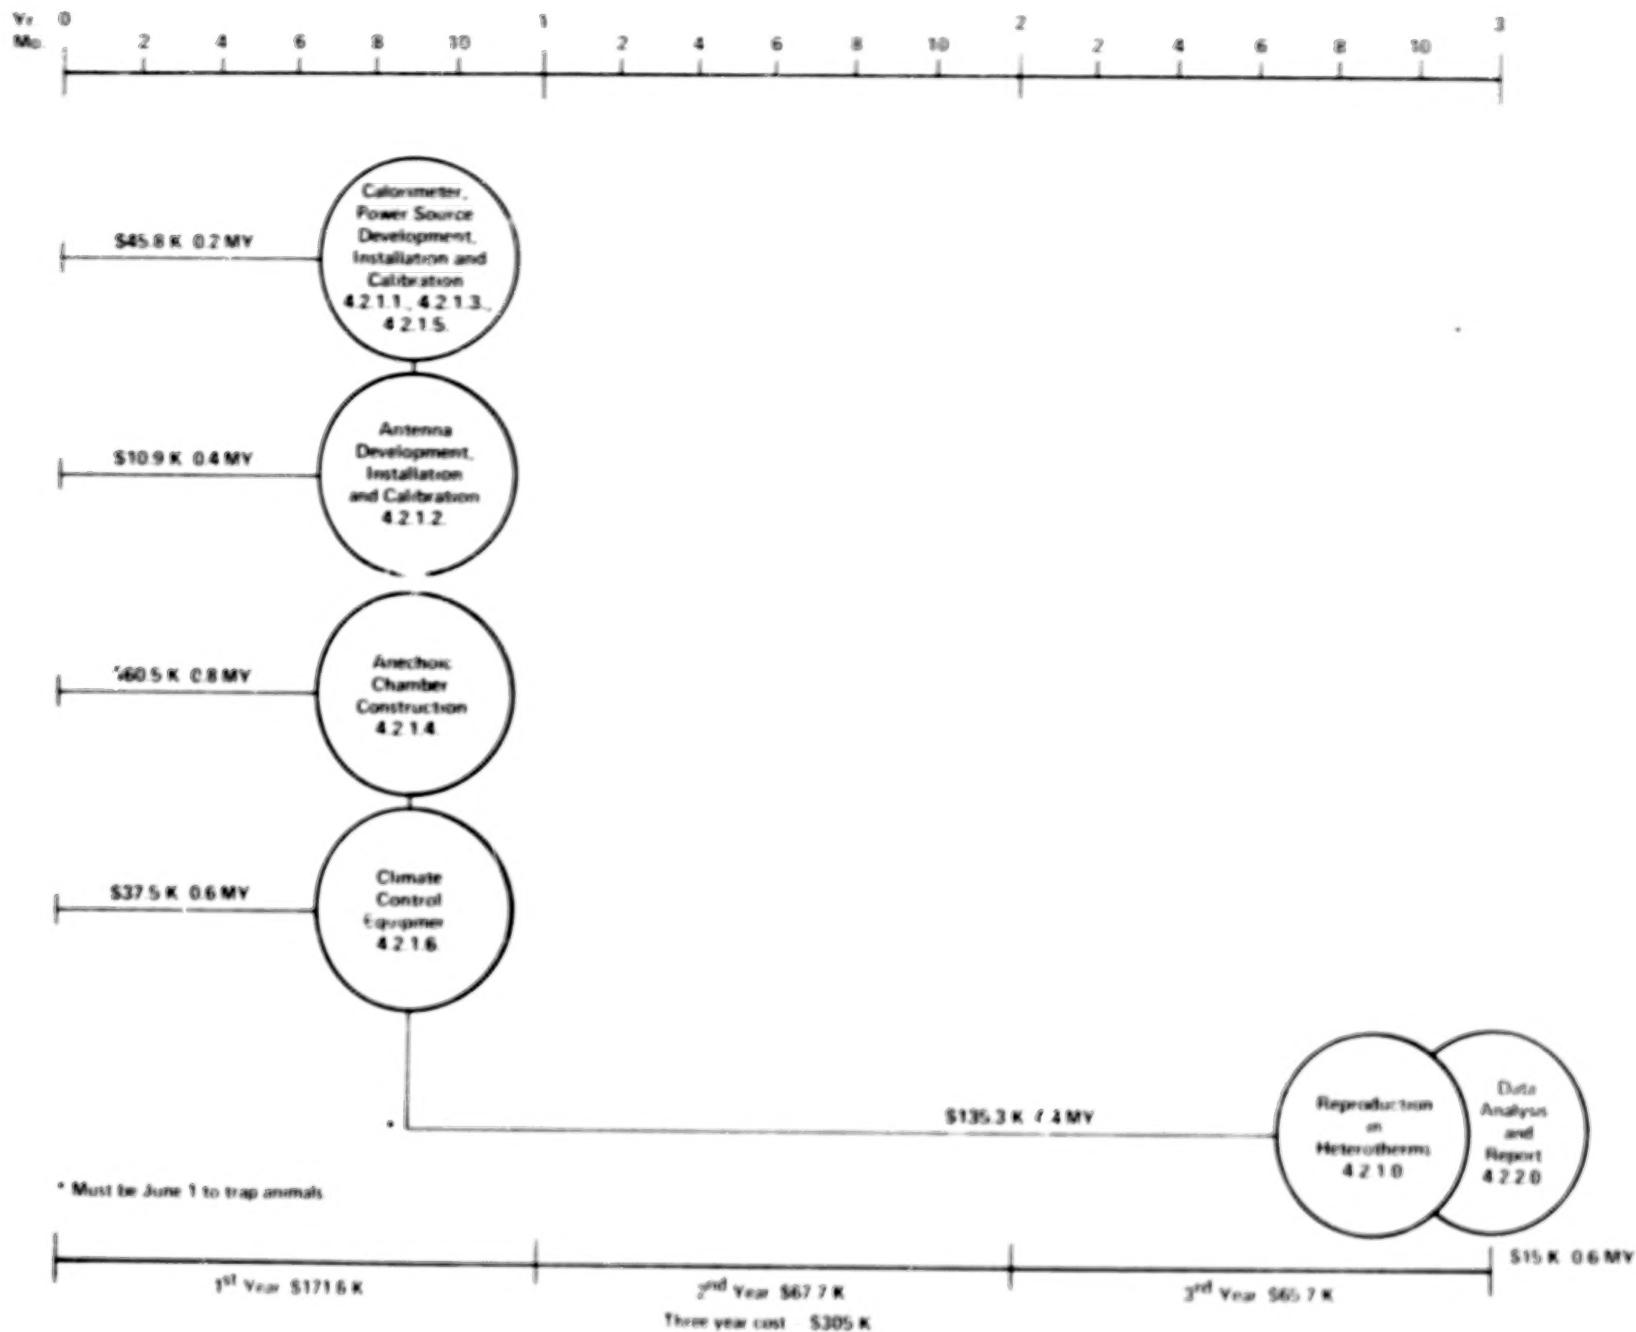 Yr. 0 1 2 3
Mo. 2 4 6 8 10 2 4 6 8 10 2 4 6 8 10
Calorimeter,
Power Source
Development,
Installation and
Calibration
4.2.1.1., 4.2.1.3.,
4.2.1.5.
$45.8 K 0.2 MY
Antenna
Development,
Installation
and Calibration
4.2.1.2.
$10.9 K 0.4 MY
Anechoic
Chamber
Construction
4.2.1.4.
$60.5 K 0.8 MY
Climate
Control
4.2.1.6.
$37.5 K 0.6 MY
*
$135.3 K MY
Reproduction
in
Heterotherms
4.2.1.0
Data
Analysis
and
Report
4.2.2.0
* Must be June 1 to trap animals
$15 K 0.6 MY
1st Year $171.6 K
2nd Year $67.7 K
3rd Year $65.7 K
Three year cost $305 K